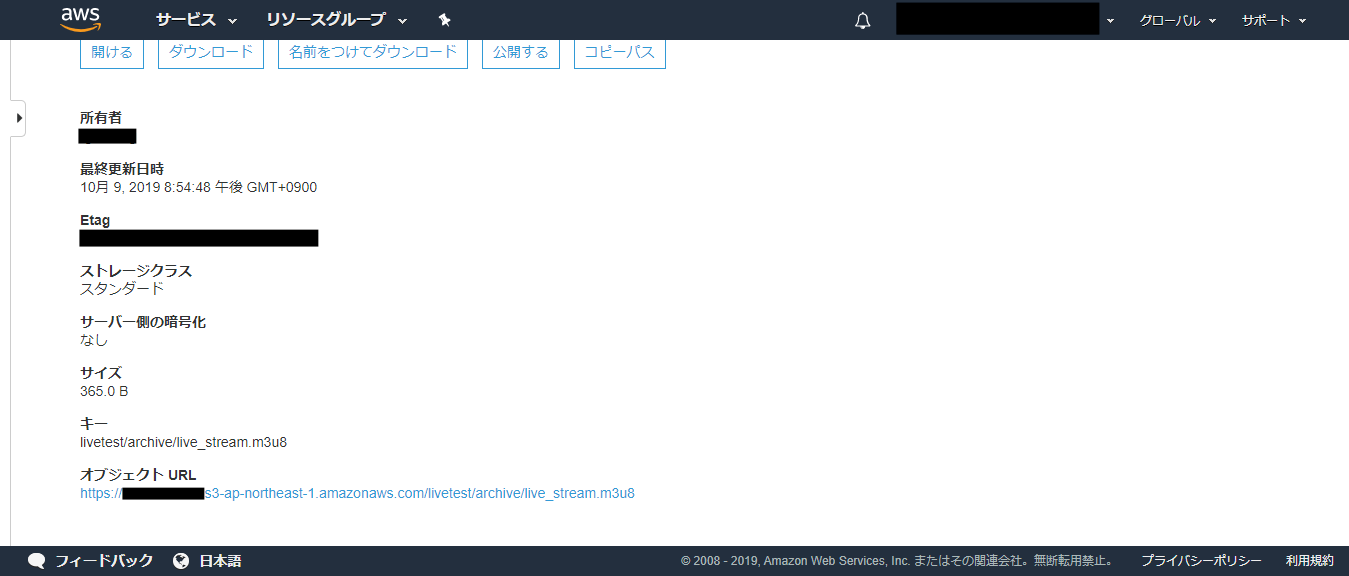 aws サービス リソースグループ グローバル サポート
開ける ダウンロード 名前をつけてダウンロード 公開する コピーパス
所有者
最終更新日時
10月 9, 2019 8:54:48 午後 GMT+0900
Etag
ストレージクラス
スタンダード
サーバー側の暗号化
なし
サイズ
365.0 B
キー
livetest/archive/live_stream.m3u8
オブジェクト URL
https://s3-ap-northeast-1.amazonaws.com/livetest/archive/live_stream.m3u8
フィードバック 日本語 © 2008 - 2019, Amazon Web Services, Inc. またはその関連会社。無断転用禁止。 プライバシーポリシー 利用規約